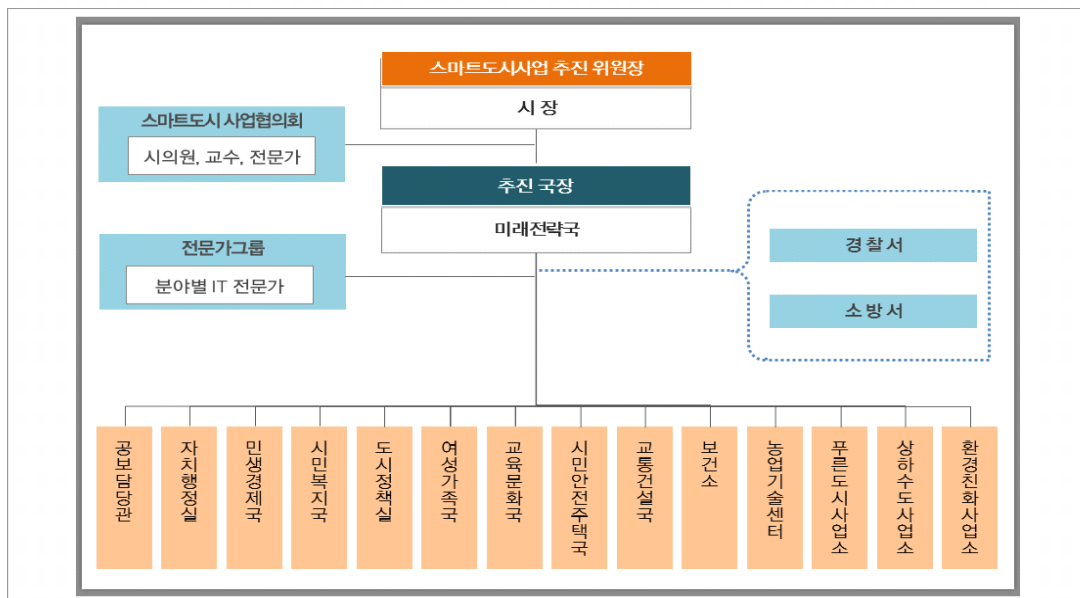 스마트도시사업 추진 위원장
시 장
스마트도시 사업협의회
시의원, 교수, 전문가
추진 국장
미래전략국
전문가그룹
분야별 IT 전문가
경 찰 서
소 방 서
공보담당관
자치행정실
민생경제국
시민복지국
도시정책실
여성가족국
교육문화국
시민안전주택국
교통건설국
보건소
농업기술센터
푸른도시사업소
상하수도사업소
환경친화사업소